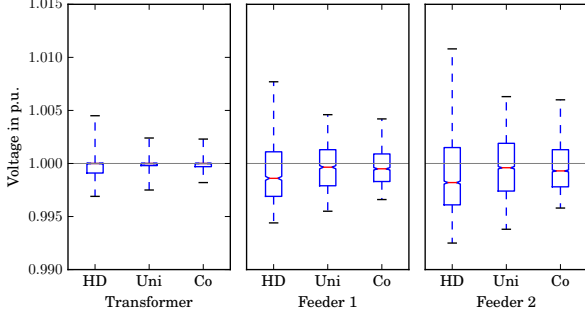 1.015
1.010
1.005
1.000
0.995
0.990
Voltage in p.u.
HD Uni Co HD Uni Co HD Uni Co
Transformer Feeder 1 Feeder 2